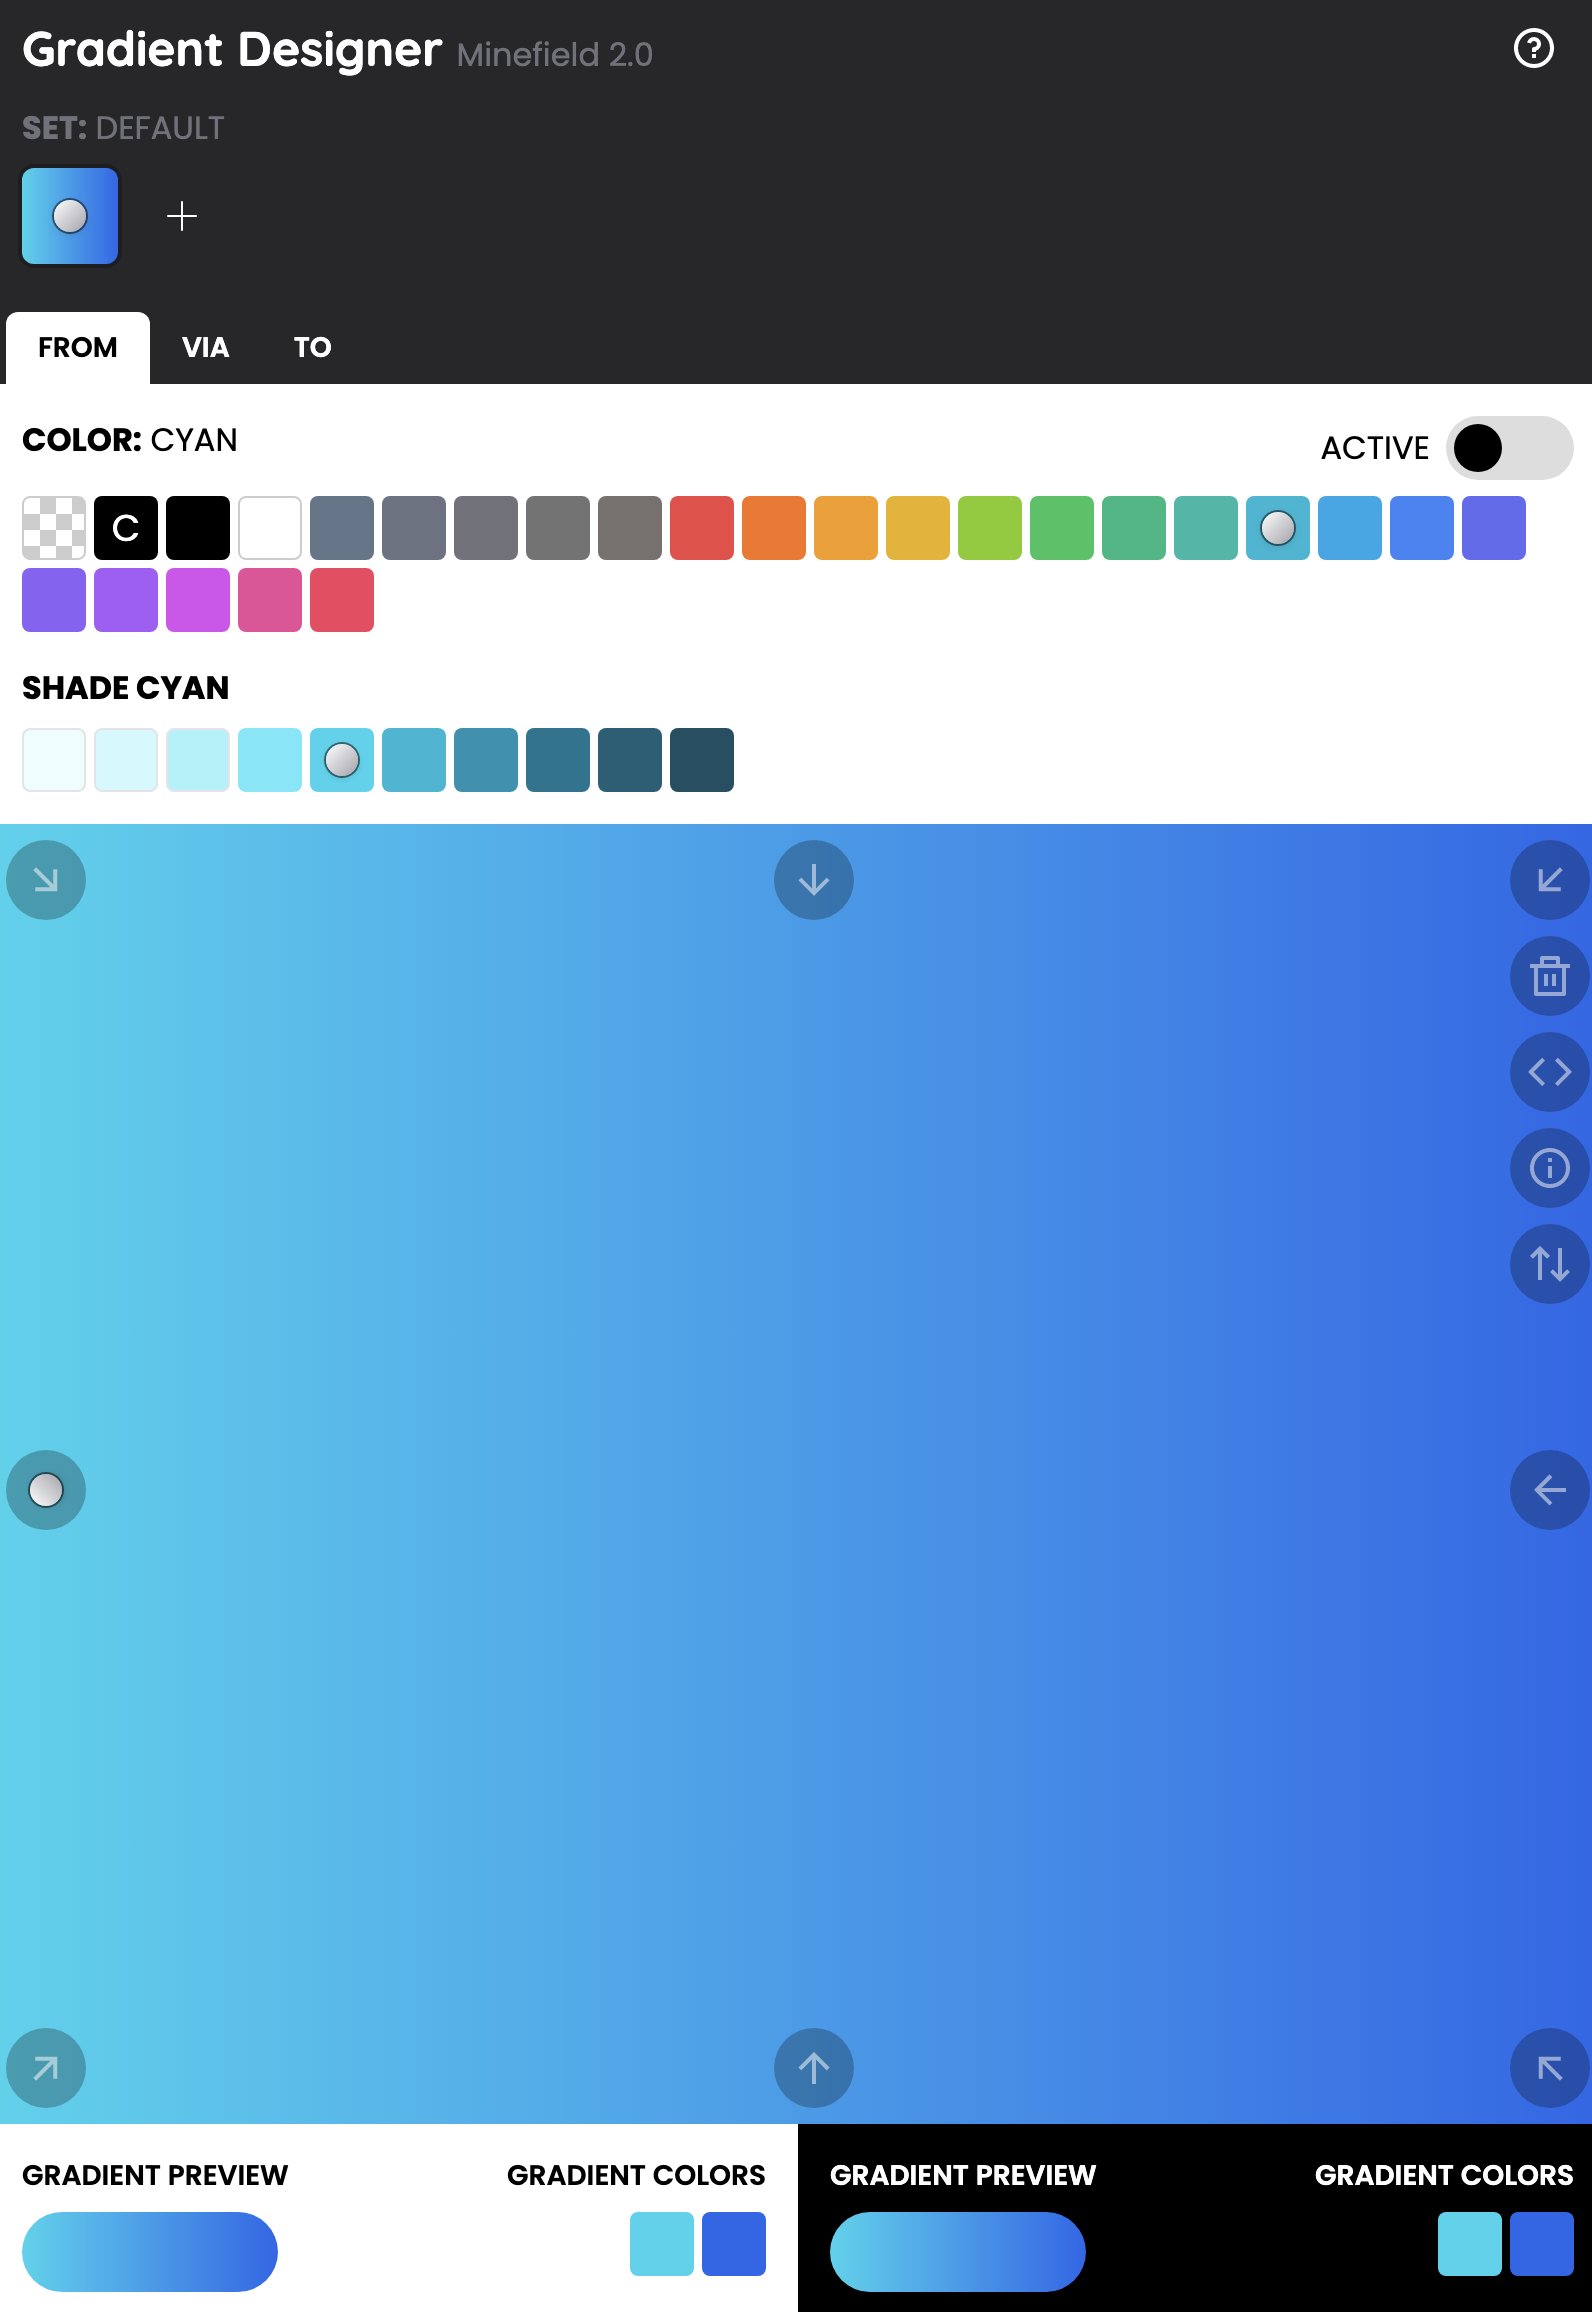 Gradient Designer Minefield 2.0
SET: DEFAULT
FROM VIA TO
COLOR: CYAN
ACTIVE
C
SHADE CYAN
GRADIENT PREVIEW GRADIENT COLORS GRADIENT PREVIEW GRADIENT COLORS